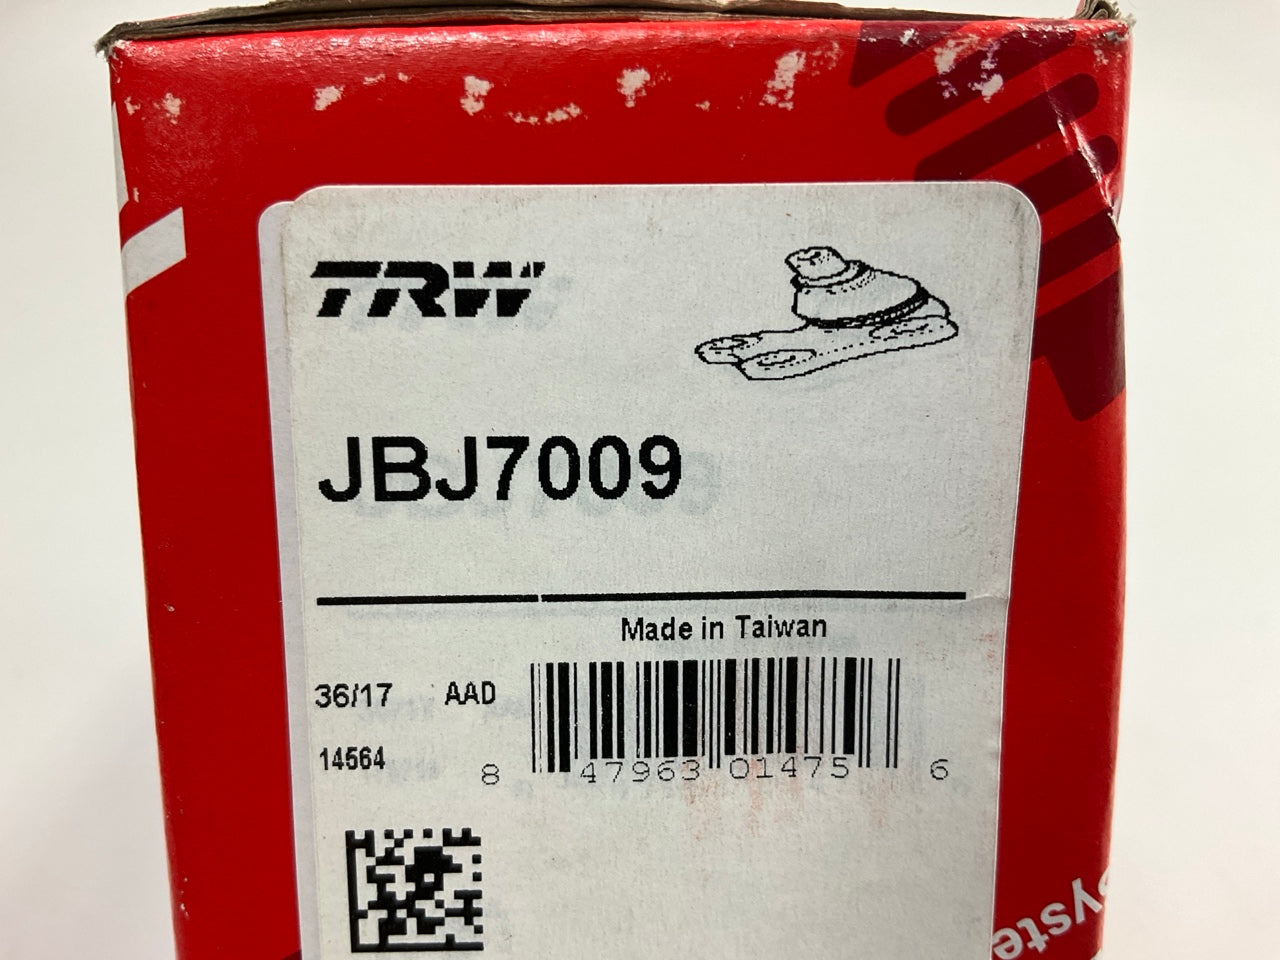 TRW
JBJ7009
Made in Taiwan
36/17 AAD
14564
8 47963 01475 6